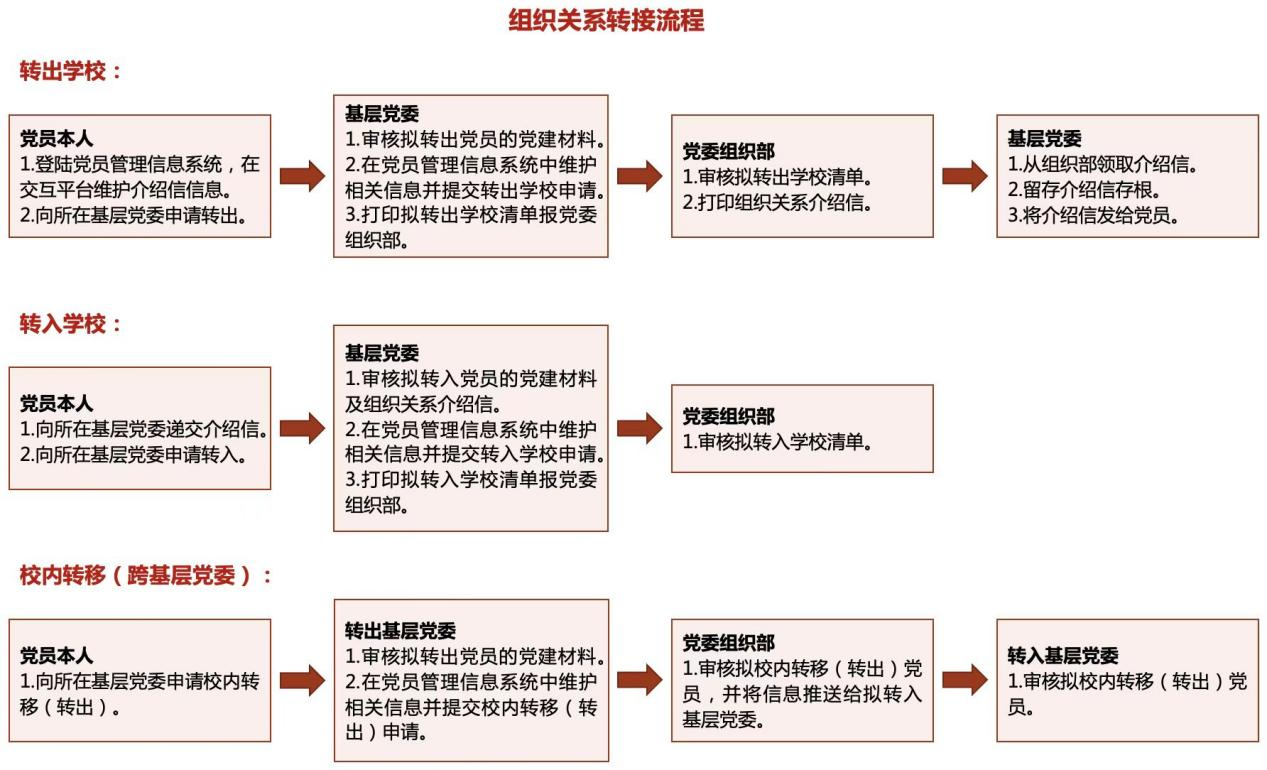 组织关系转接流程
转出学校：
党员本人
1.登陆党员管理信息系统，在
交互平台维护介绍信信息。
2.向所在基层党委申请转出。
基层党委
1.审核拟转出党员的党建材料。
2.在党员管理信息系统中维护
相关信息并提交转出学校申请。
3.打印拟转出学校清单报党委
组织部。
党委组织部
1.审核拟转出学校清单。
2.打印组织关系介绍信。
基层党委
1.从组织部领取介绍信。
2.留存介绍信存根。
3.将介绍信发给党员。
转入学校：
党员本人
1.向所在基层党委递交介绍信。
2.向所在基层党委申请转入。
基层党委
1.审核拟转入党员的党建材料
及组织关系介绍信。
2.在党员管理信息系统中维护
相关信息并提交转入学校申请。
3.打印拟转入学校清单报党委
组织部。
党委组织部
1.审核拟转入学校清单。
校内转移（跨基层党委）：
党员本人
1.向所在基层党委申请校内转
移（转出）。
转出基层党委
1.审核拟转出党员的党建材料。
2.在党员管理信息系统中维护
相关信息并提交校内转移（转
出）申请。
党委组织部
1.审核拟校内转移（转出）党
员，并将信息推送给拟转入
基层党委。
转入基层党委
1.审核拟校内转移（转出）党
员。